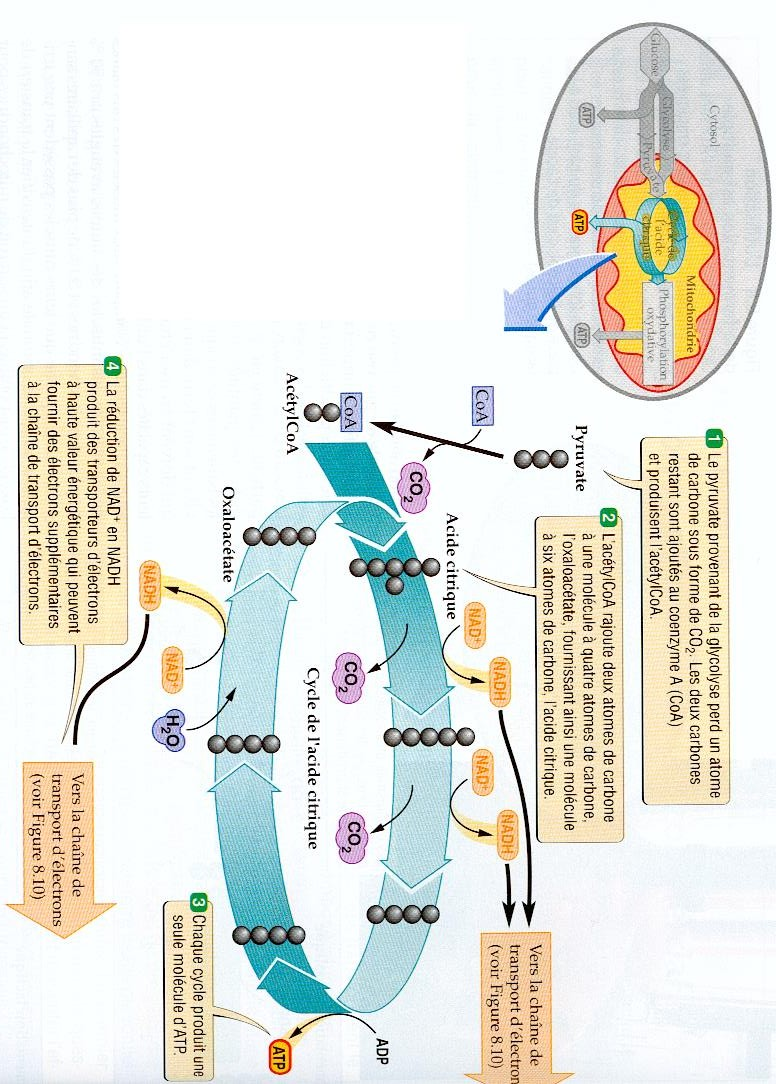 Cytosol
Glucose
Glycolyse
Pyruvate
ATP
Mitochondrie
Cycle de
l'acide
citrique
ATP
Phosphorylation
oxydative
ATP
1 Le pyruvate provenant de la glycolyse perd un atome
de carbone sous forme de CO₂. Les deux carbones
restant sont ajoutés au coenzyme A (CoA)
et produisent l'acétylCoA.
Pyruvate
CoA
CO₂
CoA
AcétylCoA
2 L'acétylCoA rajoute deux atomes de carbone
à une molécule à quatre atomes de carbone,
l'oxaloacétate, fournissant ainsi une molécule
à six atomes de carbone, l'acide citrique.
Acide citrique
NAD⁺
NADH
CO₂
NAD⁺
NADH
CO₂
Vers la chaîne de
transport d'électron
(voir Figure 8.10)
Cycle de l'acide citrique
Oxaloacétate
ADP
ATP
3 Chaque cycle produit une
seule molécule d'ATP.
H₂O
NAD⁺
NADH
4 La réduction de NAD⁺ en NADH
produit des transporteurs d'électrons
à haute valeur énergétique qui peuvent
fournir des électrons supplémentaires
à la chaîne de transport d'électrons.
Vers la chaîne de
transport d'électrons
(voir Figure 8.10)